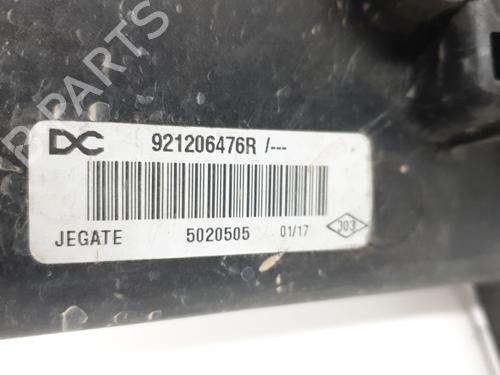 B-PARTS
DC 921206476R /---
JEGATE 5020505 01/17 303